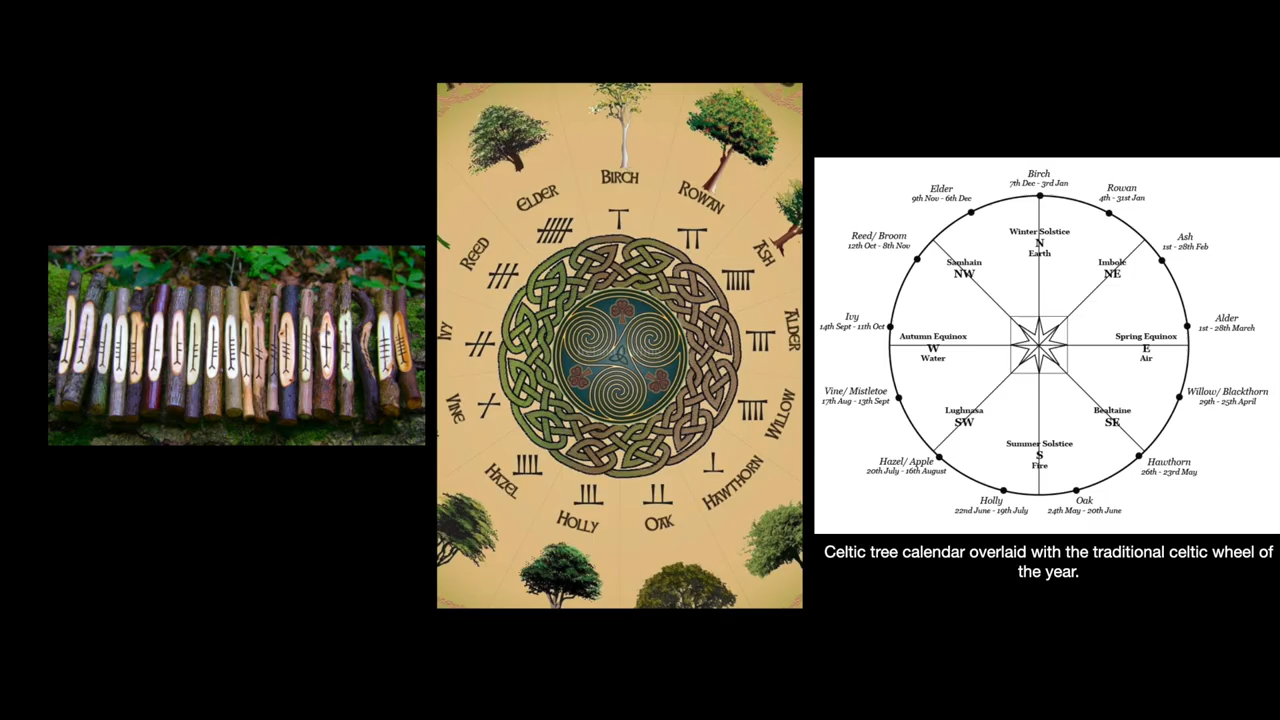 BIRCH
ROWAN
ASH
ALDER
WILLOW
HAWTHORN
OAK
HOLLY
HAZEL
VINE
IVY
REED
ELDER
Birch
7th Dec - 3rd Jan
Rowan
4th - 31st Jan
Ash
1st - 28th Feb
Alder
1st - 28th March
Willow/ Blackthorn
29th - 25th April
Hawthorn
26th - 23rd May
Oak
24th May - 20th June
Holly
22nd June - 19th July
Hazel/ Apple
20th July - 16th August
Vine/ Mistletoe
17th Aug - 13th Sept
Ivy
14th Sept - 11th Oct
Reed/ Broom
12th Oct - 8th Nov
Elder
9th Nov - 6th Dec
Winter Solstice
N
Earth
Imbolc
NE
Spring Equinox
E
Air
Bealtaine
SE
Summer Solstice
S
Fire
Lughnasa
SW
Autumn Equinox
W
Water
Samhain
NW
Celtic tree calendar overlaid with the traditional celtic wheel of
the year.